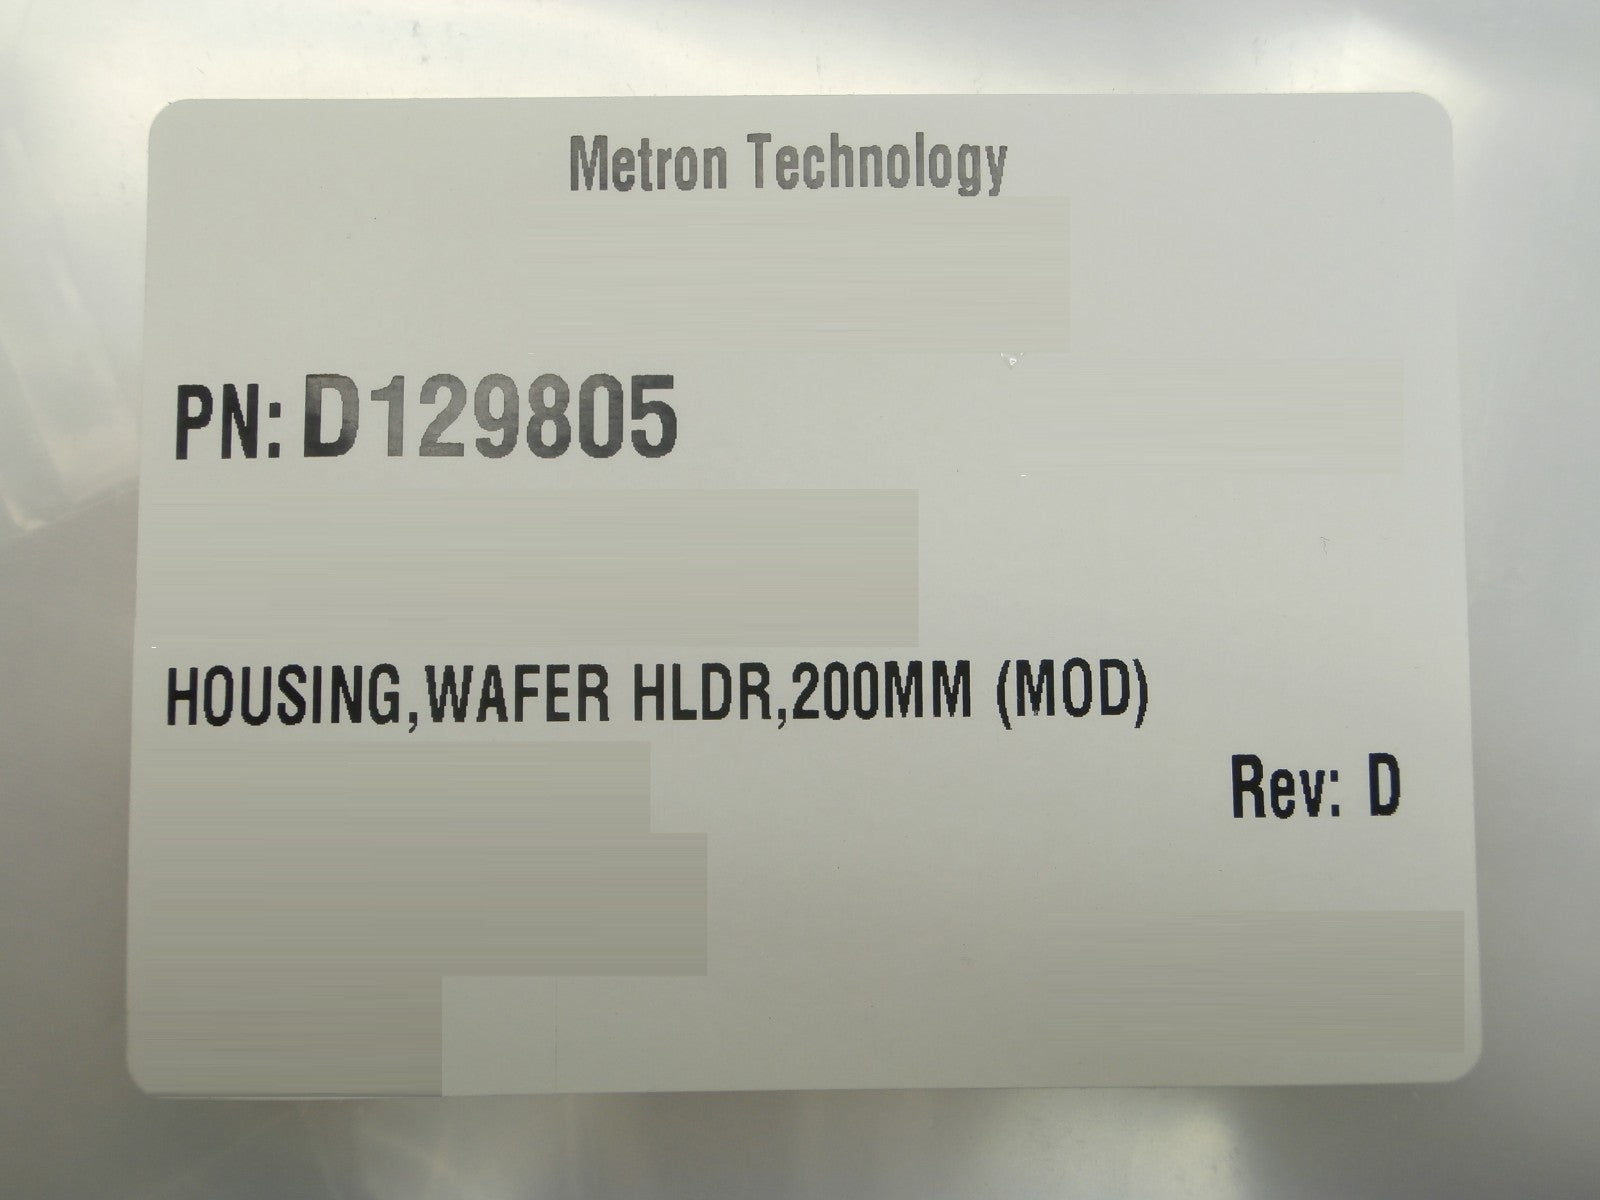 Metron Technology
PN: D129805
HOUSING,WAFER HLDR,200MM (MOD)
Rev: D